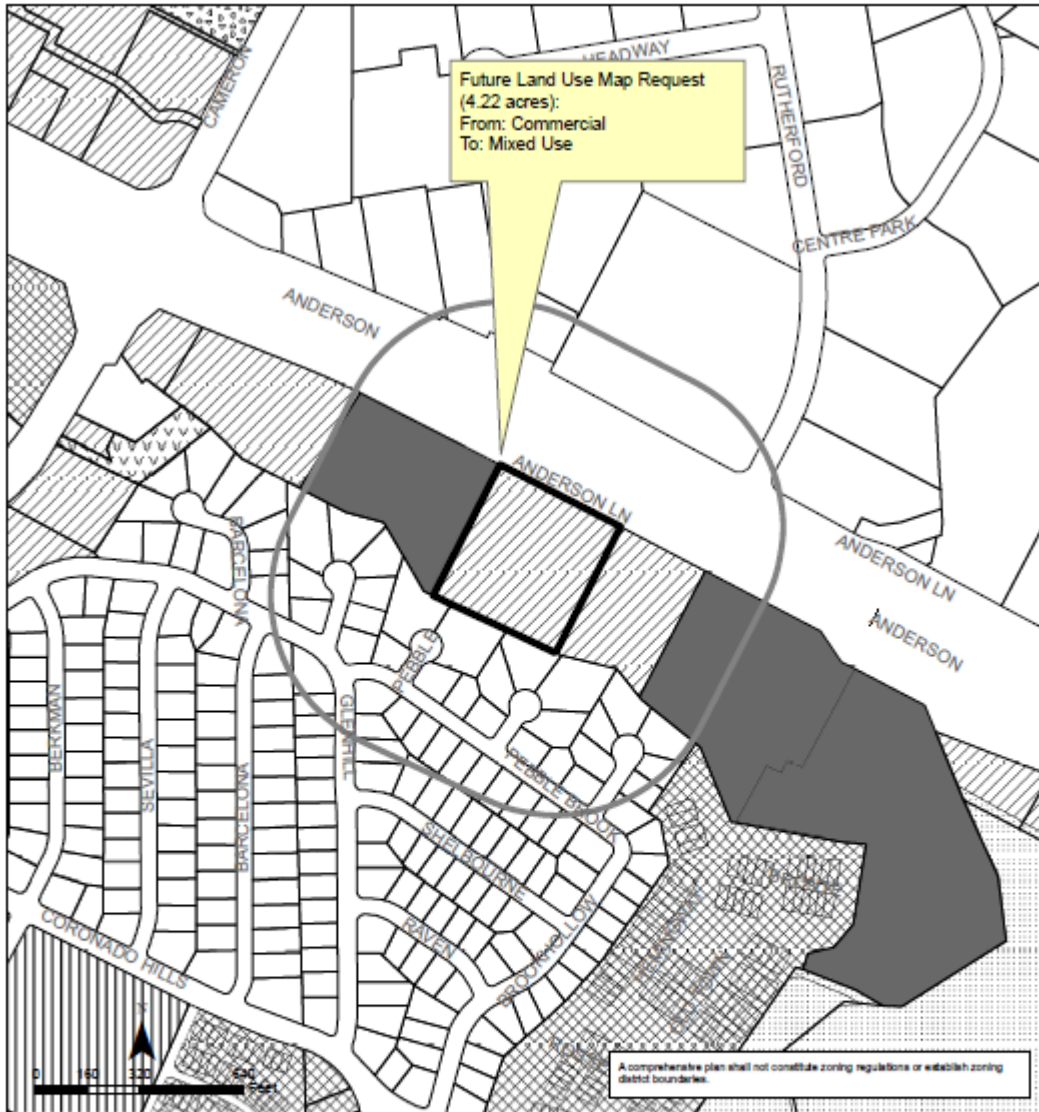 CAMERON
HEADWAY
Future Land Use Map Request
(4.22 acres):
From: Commercial
To: Mixed Use
RUTHERFORD
CENTRE PARK
ANDERSON
ANDERSON LN
ANDERSON LN
ANDERSON
BARCELONA
PEBBLE
GLENHILL
BERKMAN
SEVILLA
BARCELONA
PEBBLE BROOK
SHELBOURNE
RAVEN
BROOKHOLLOW
CORONADO HILLS
N
0 160 320 640
Feet
A comprehensive plan shall not constitute zoning regulations or establish zoning
district boundaries.